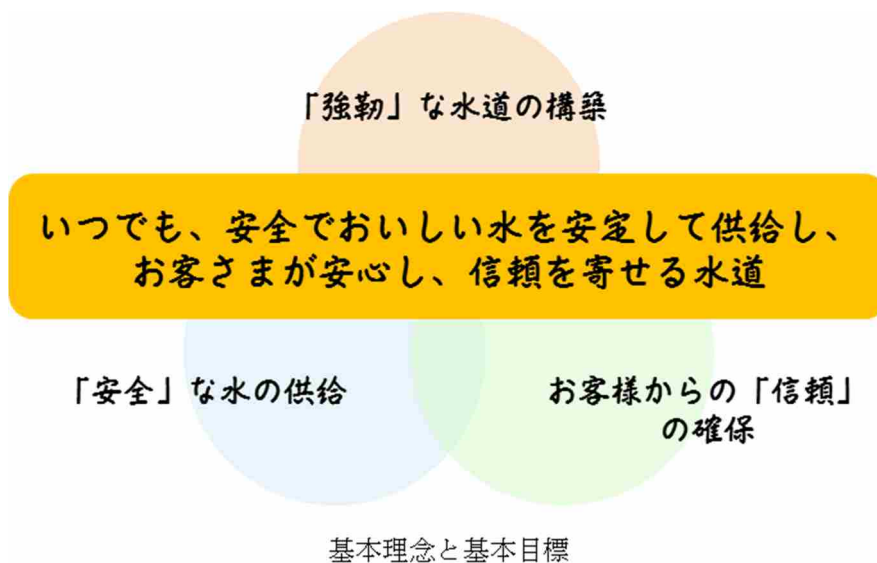 「強靭」な水道の構築
いつでも、安全でおいしい水を安定して供給し、
お客さまが安心し、信頼を寄せる水道
「安全」な水の供給
お客様からの「信頼」
の確保
基本理念と基本目標